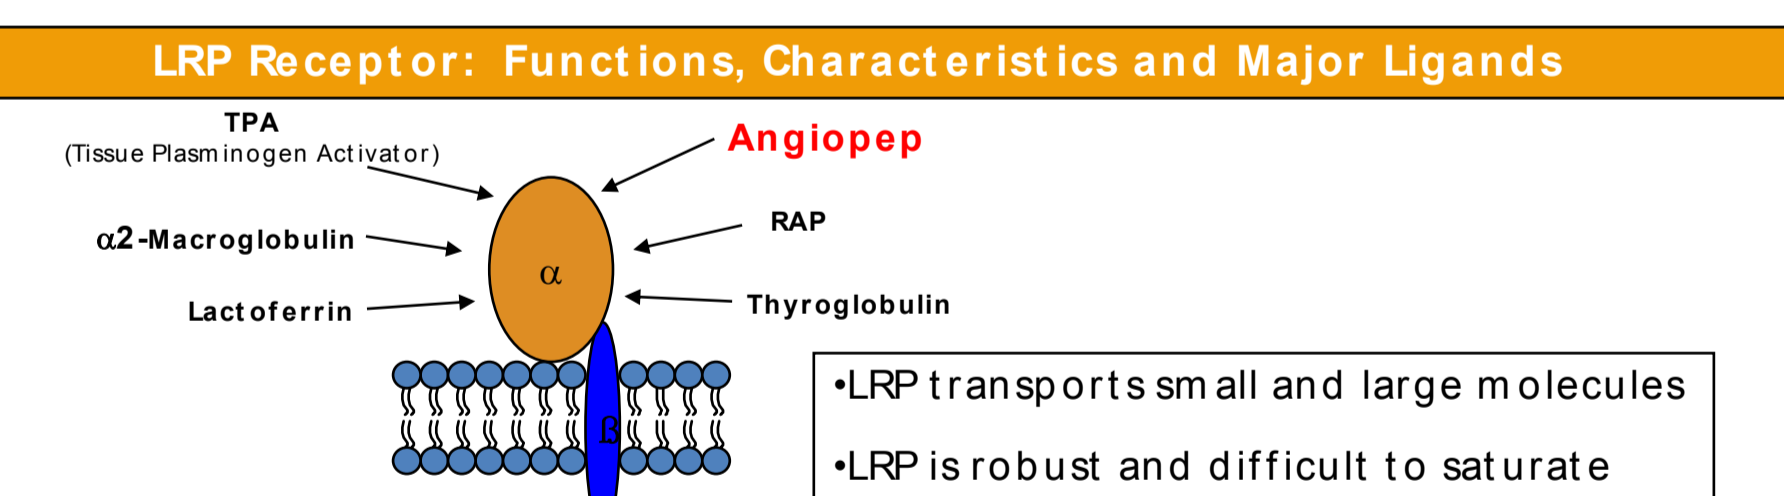 LRP Receptor: Functions, Characteristics and Major Ligands
TPA
(Tissue Plasminogen Activator)
Angiopep
α2-Macroglobulin
RAP
Lactoferrin
α
Thyroglobulin
β
•LRP transports small and large molecules
•LRP is robust and difficult to saturate